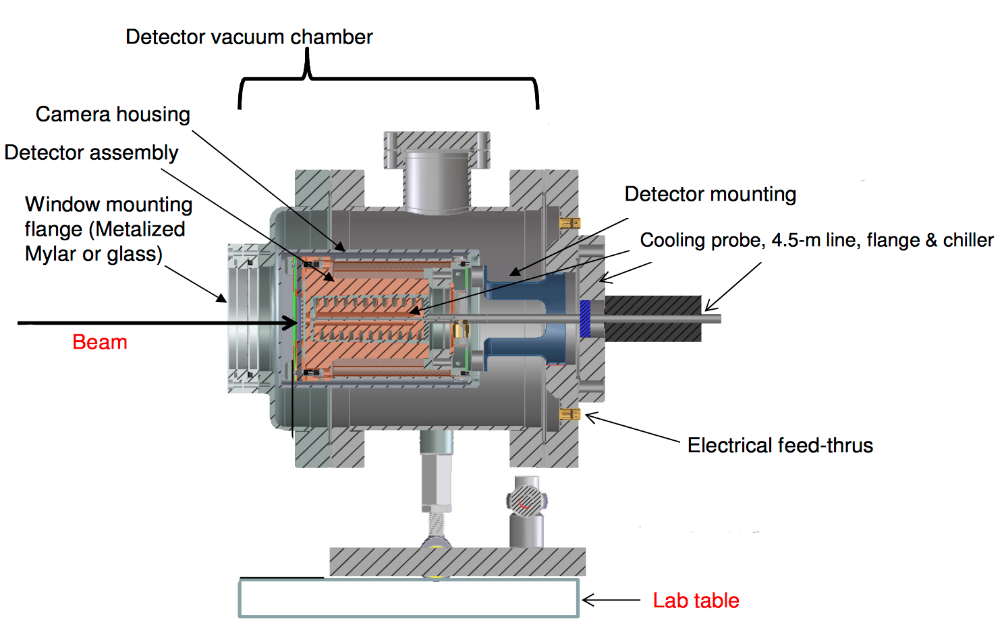 Detector vacuum chamber
Camera housing
Detector assembly
Window mounting
flange (Metalized
Mylar or glass)
Beam
Detector mounting
Cooling probe, 4.5-m line, flange & chiller
Electrical feed-thrus
Lab table